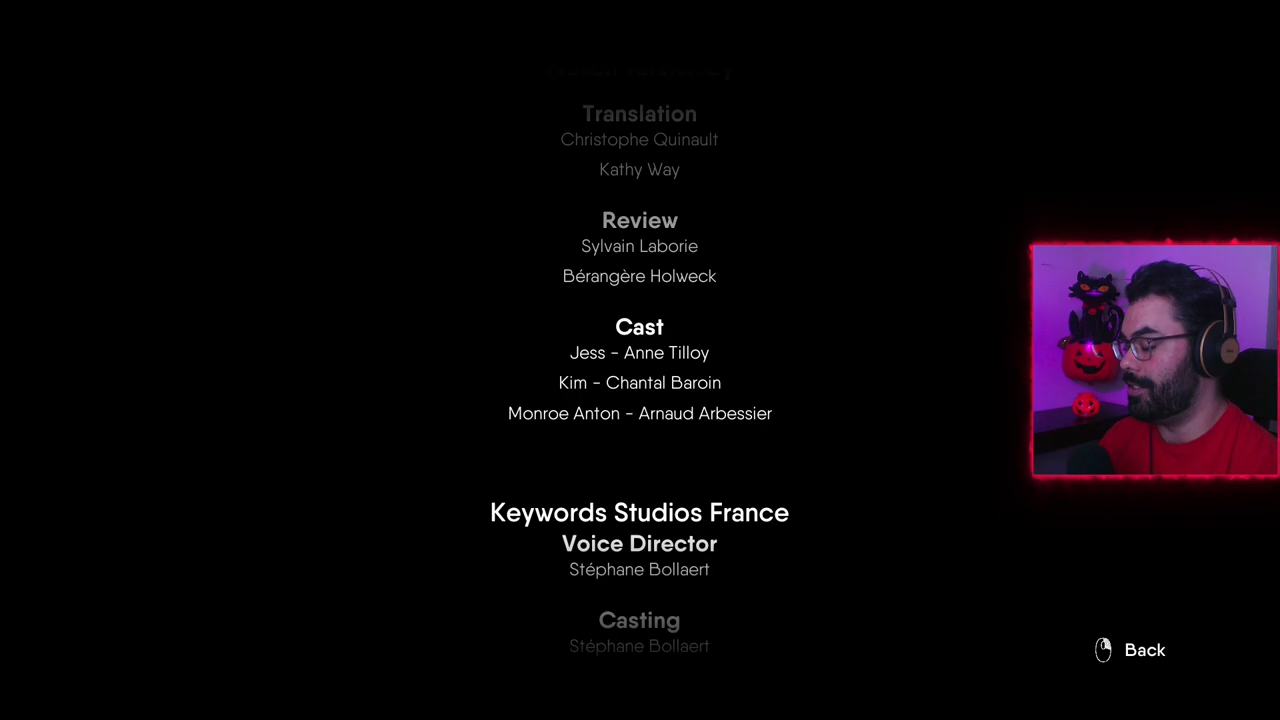 Translation
Christophe Quinault
Kathy Way
Review
Sylvain Laborie
Bérangère Holweck
Cast
Jess - Anne Tilloy
Kim - Chantal Baroin
Monroe Anton - Arnaud Arbessier
Keywords Studios France
Voice Director
Stéphane Bollaert
Casting
Stéphane Bollaert
Back